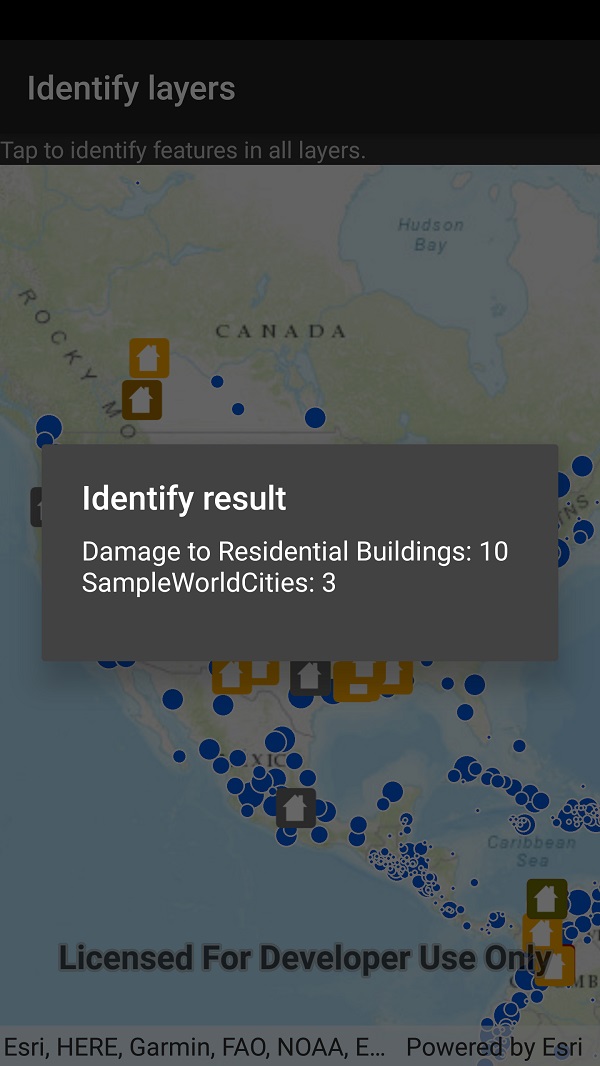 Identify layers
Tap to identify features in all layers.
Hudson
Bay
CANADA
ROCKY MO
Identify result
Damage to Residential Buildings: 10
SampleWorldCities: 3
Caribbean
Sea
Licensed For Developer Use Only
Esri, HERE, Garmin, FAO, NOAA, E... Powered by Esri